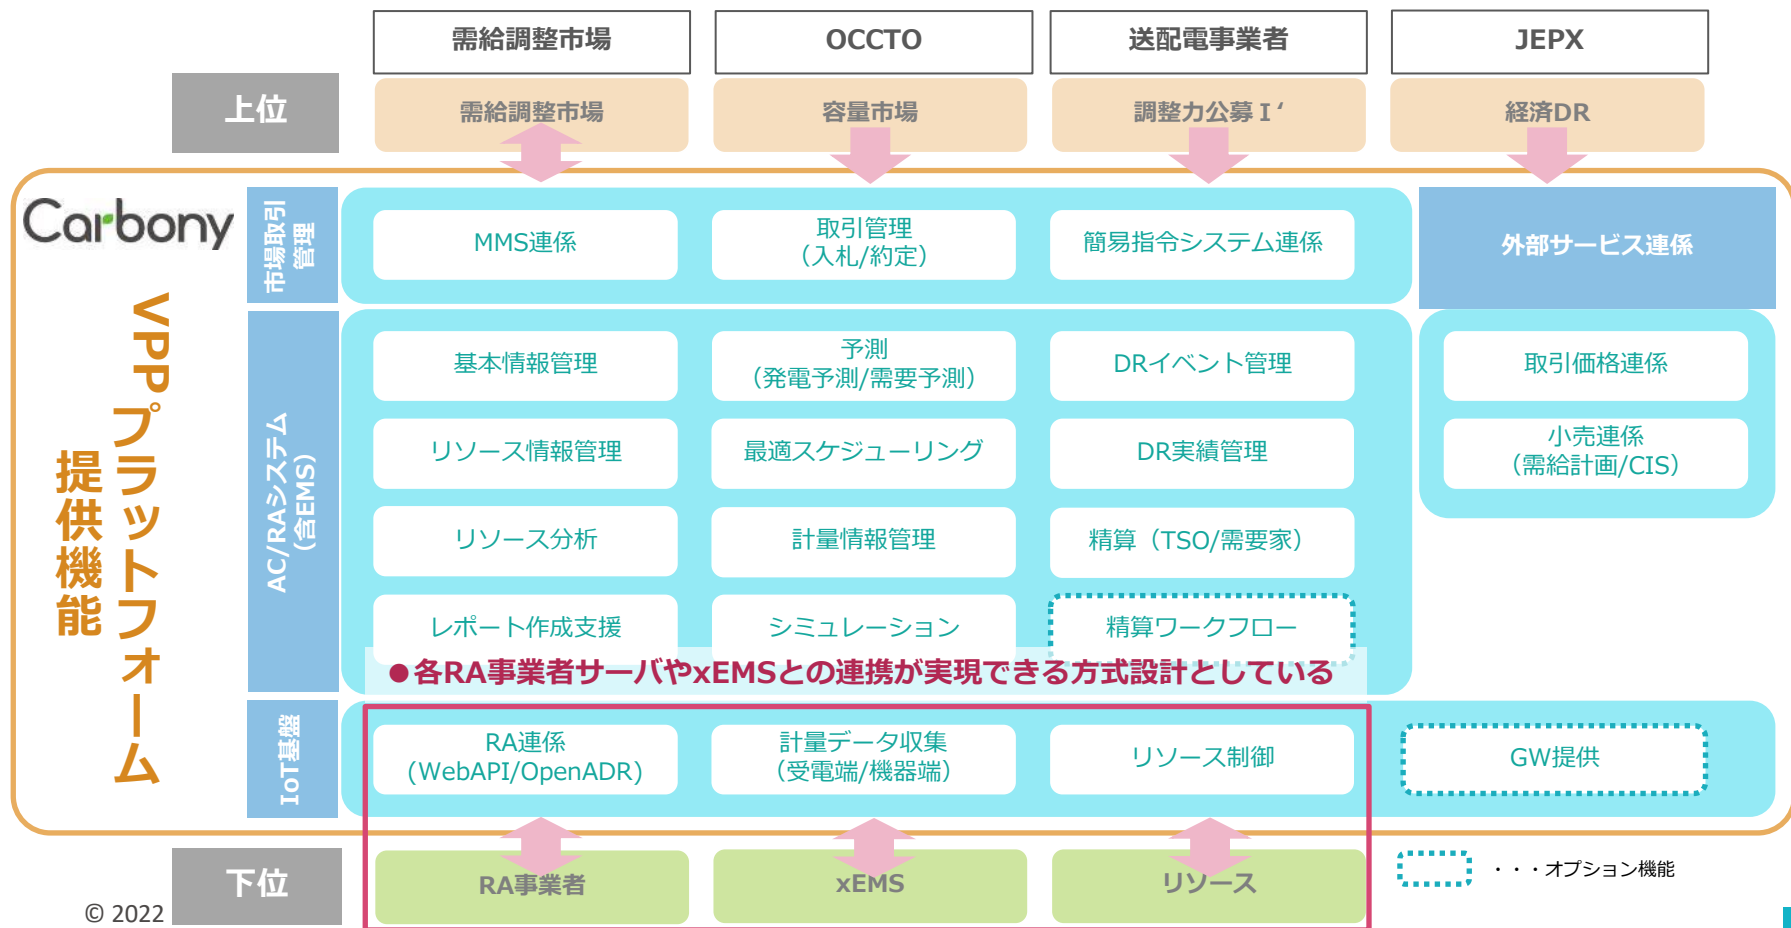 需給調整市場
OCCTO
送配電事業者
JEPX
上位
需給調整市場
容量市場
調整力公募Ⅰ‘
経済DR
Carbony
VPPプラットフォーム
提供機能
市場取引
管理
MMS連係
取引管理
(入札/約定)
簡易指令システム連係
外部サービス連係
AC/RAシステム
(含EMS)
基本情報管理
予測
(発電予測/需要予測)
DRイベント管理
取引価格連係
リソース情報管理
最適スケジューリング
DR実績管理
小売連係
(需給計画/CIS)
リソース分析
計量情報管理
精算(TSO/需要家)
レポート作成支援
シミュレーション
精算ワークフロー
●各RA事業者サーバやxEMSとの連携が実現できる方式設計としている
IoT基盤
RA連係
(WebAPI/OpenADR)
計量データ収集
(受電端/機器端)
リソース制御
GW提供
下位
RA事業者
xEMS
リソース
・・・オプション機能
© 2022